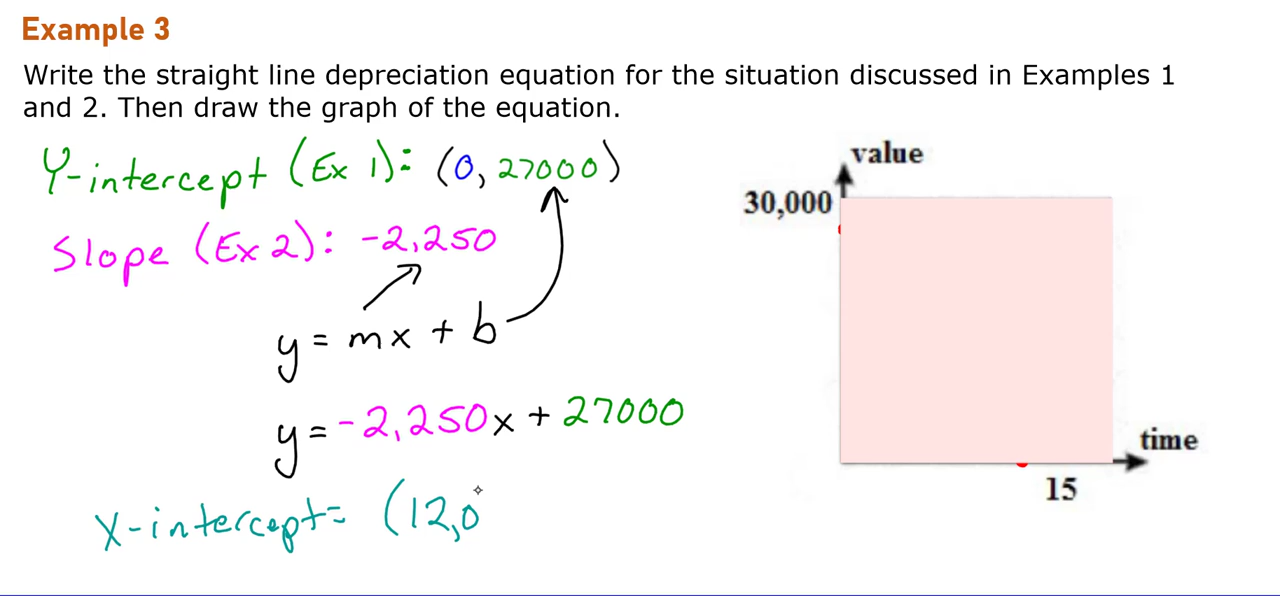 Example 3
Write the straight line depreciation equation for the situation discussed in Examples 1
and 2. Then draw the graph of the equation.
Y-intercept (Ex 1): (0, 27000)
Slope (Ex 2): -2,250
y = mx + b
y = -2,250x + 27000
X-intercept= (12,0
value
30,000
time
15